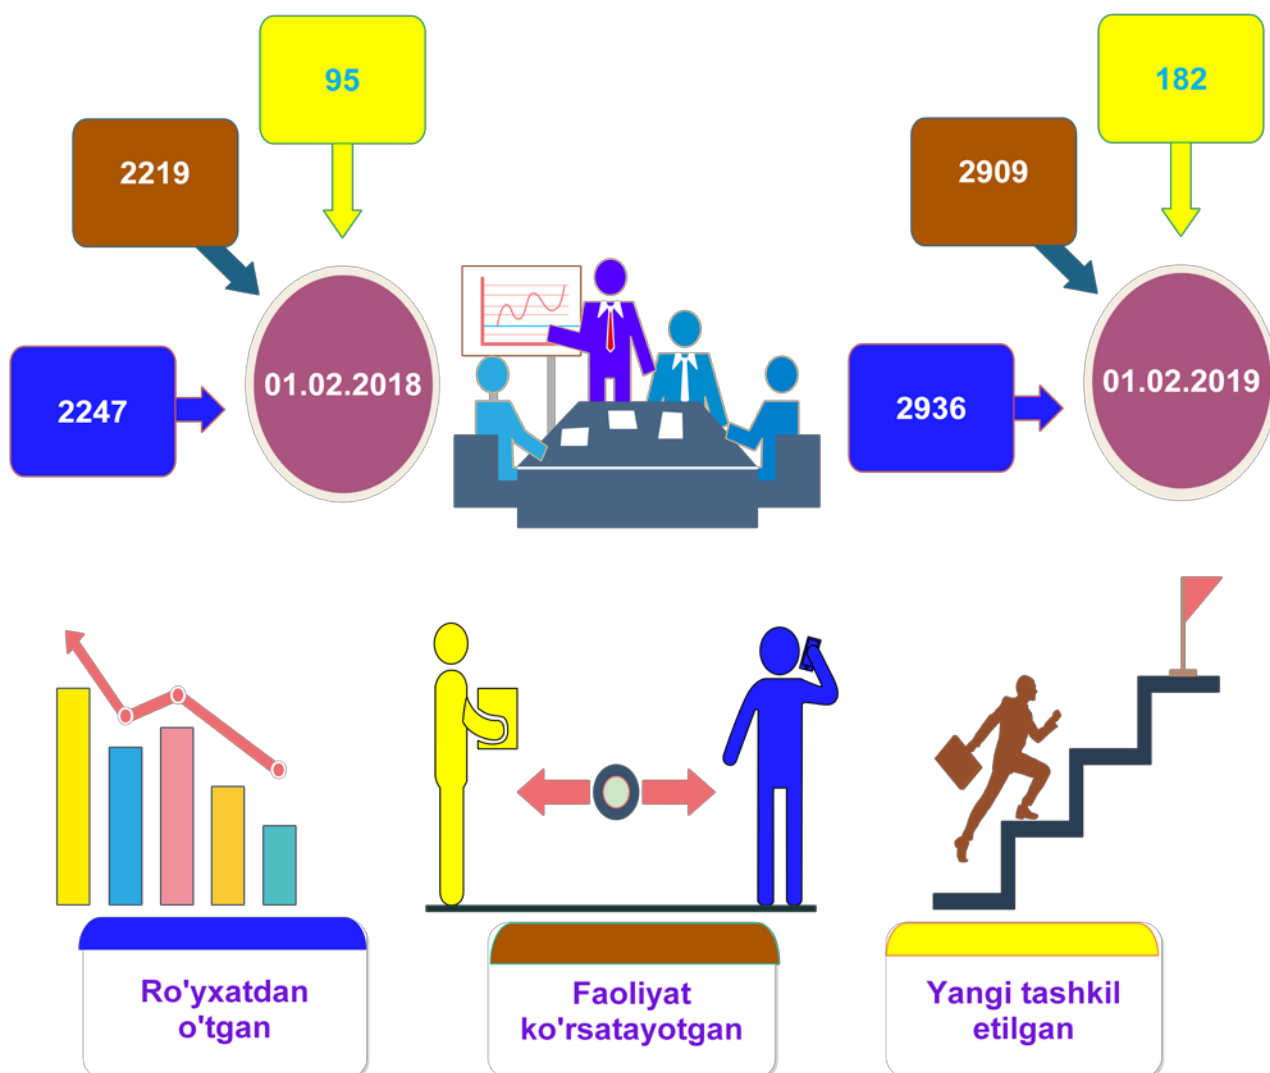 95
182
2219
2909
01.02.2018
01.02.2019
2247
2936
Ro'yxatdan
o'tgan
Faoliyat
ko'rsatayotgan
Yangi tashkil
etilgan